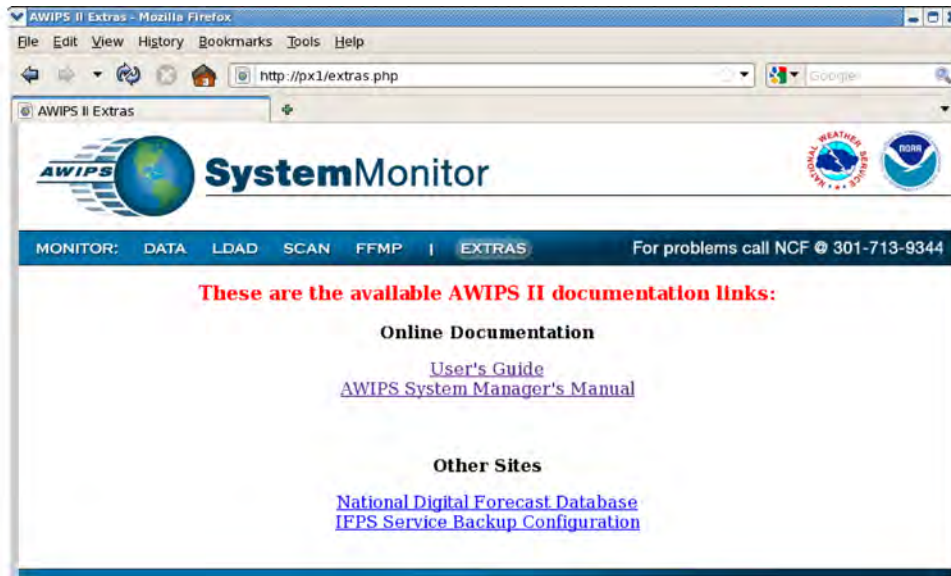 AWIPS II Extras - Mozilla Firefox
File Edit View History Bookmarks Tools Help
http://px1/extras.php
Google
AWIPS II Extras
AWIPS
SystemMonitor
NATIONAL WEATHER SERVICE
NOAA
MONITOR: DATA LDAD SCAN FFMP | EXTRAS For problems call NCF @ 301-713-9344
These are the available AWIPS II documentation links:
Online Documentation
User's Guide
AWIPS System Manager's Manual
Other Sites
National Digital Forecast Database
IFPS Service Backup Configuration